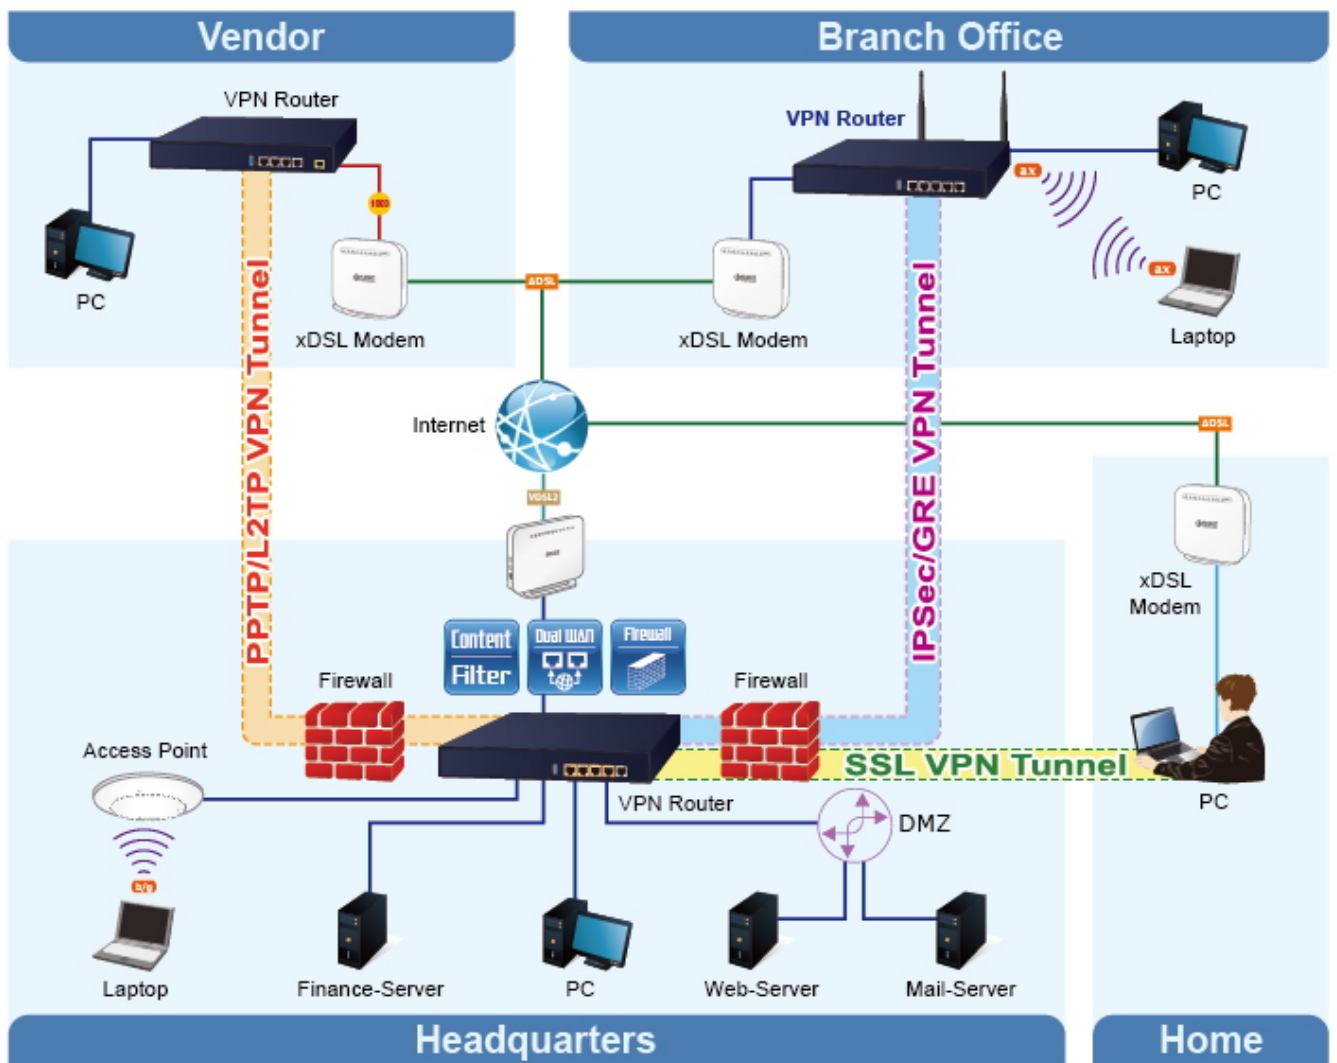 Vendor
Branch Office
VPN Router
VPN Router
1000
ax
PC
PC
ax
xDSL Modem
ADSL
xDSL Modem
Laptop
PPTP/L2TP VPN Tunnel
IPSec/GRE VPN Tunnel
Internet
ADSL
VDSL2
xDSL
Modem
Content
Filter
Dual WAN
Firewall
Firewall
Firewall
Access Point
SSL VPN Tunnel
VPN Router
PC
DMZ
b/g
Laptop
Finance-Server
PC
Web-Server
Mail-Server
Headquarters
Home